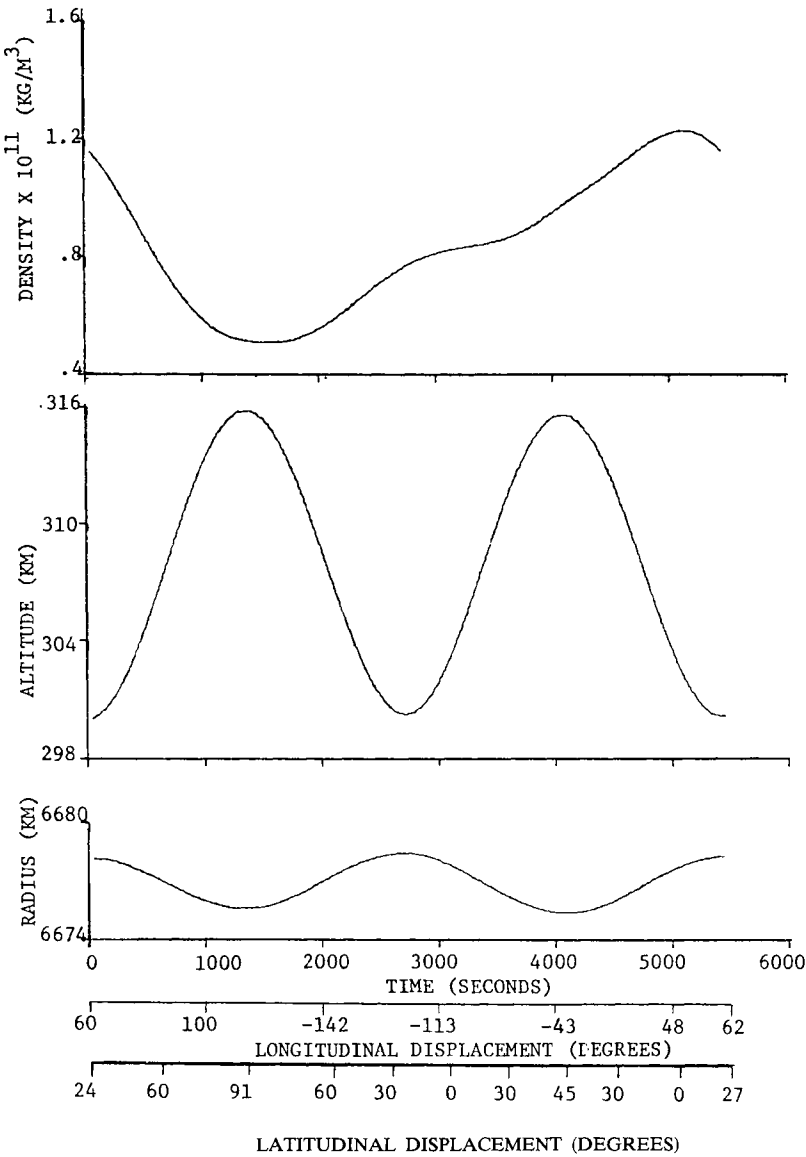 DENSITY X 10^11 (KG/M^3)
1.6
1.2
.8
.4
ALTITUDE (KM)
.316
310
304
298
RADIUS (KM)
6680
6674
0 1000 2000 3000 4000 5000 6000
TIME (SECONDS)
60 100 -142 -113 -43 48 62
LONGITUDINAL DISPLACEMENT (DEGREES)
24 60 91 60 30 0 30 45 30 0 27
LATITUDINAL DISPLACEMENT (DEGREES)